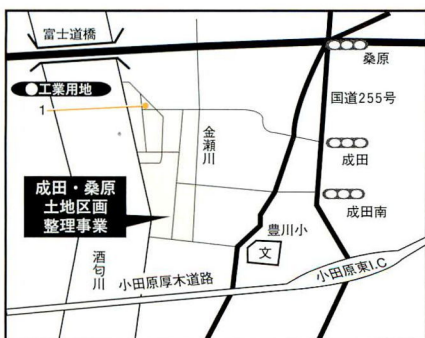 富士道橋
桑原
工業用地
1
国道255号
金瀬川
成田
成田・桑原
土地区画
整理事業
成田南
豊川小
文
酒匂川
小田原厚木道路
小田原東I.C